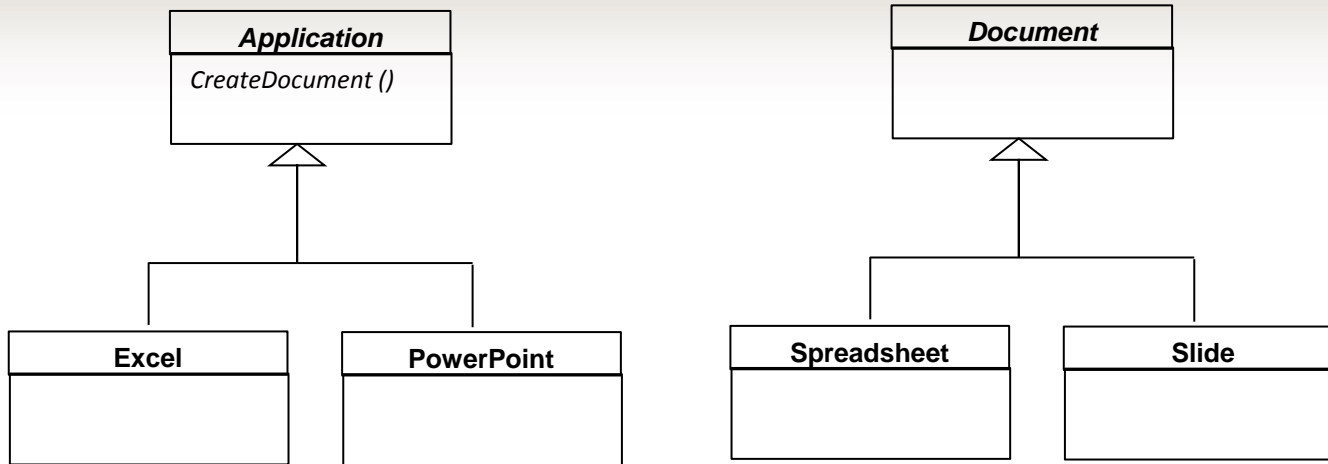 Application
CreateDocument ()
Document
Excel
PowerPoint
Spreadsheet
Slide